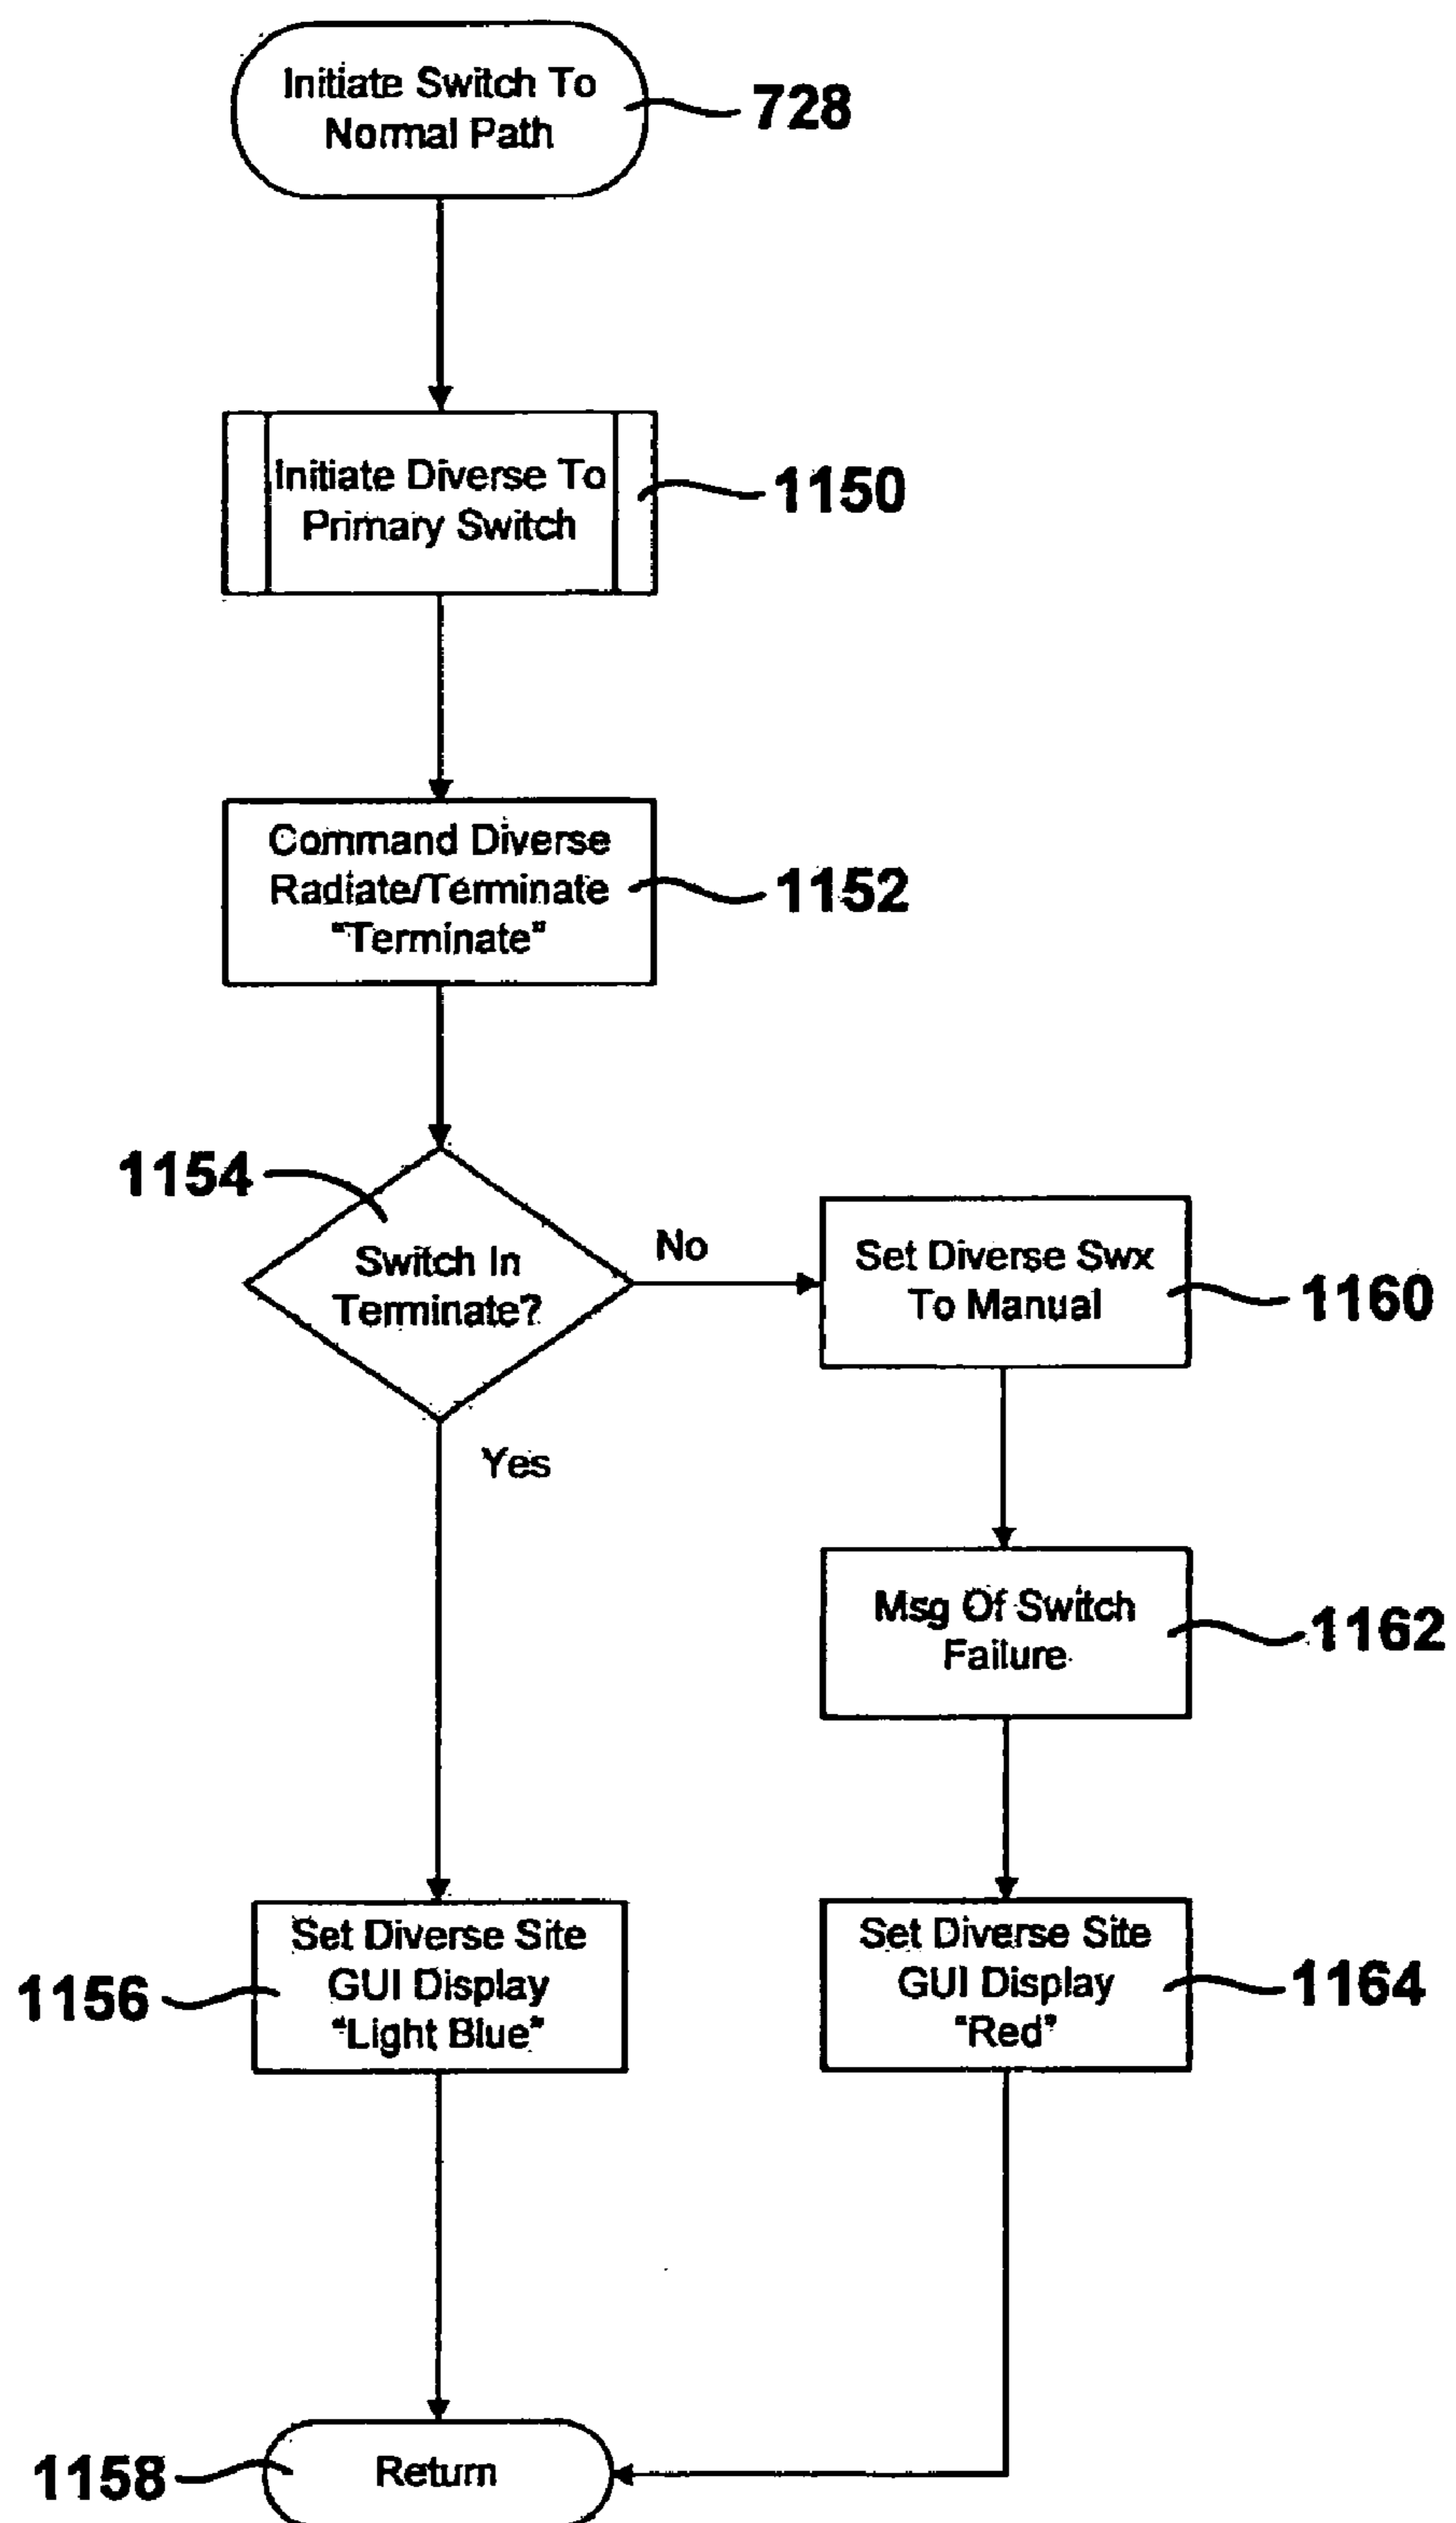 Initiate Switch To
Normal Path
728
Initiate Diverse To
Primary Switch
1150
Command Diverse
Radiate/Terminate
"Terminate"
1152
1154
Switch In
Terminate?
No
Yes
Set Diverse Swx
To Manual
1160
Msg Of Switch
Failure
1162
Set Diverse Site
GUI Display
"Light Blue"
1156
Set Diverse Site
GUI Display
"Red"
1164
1158
Return